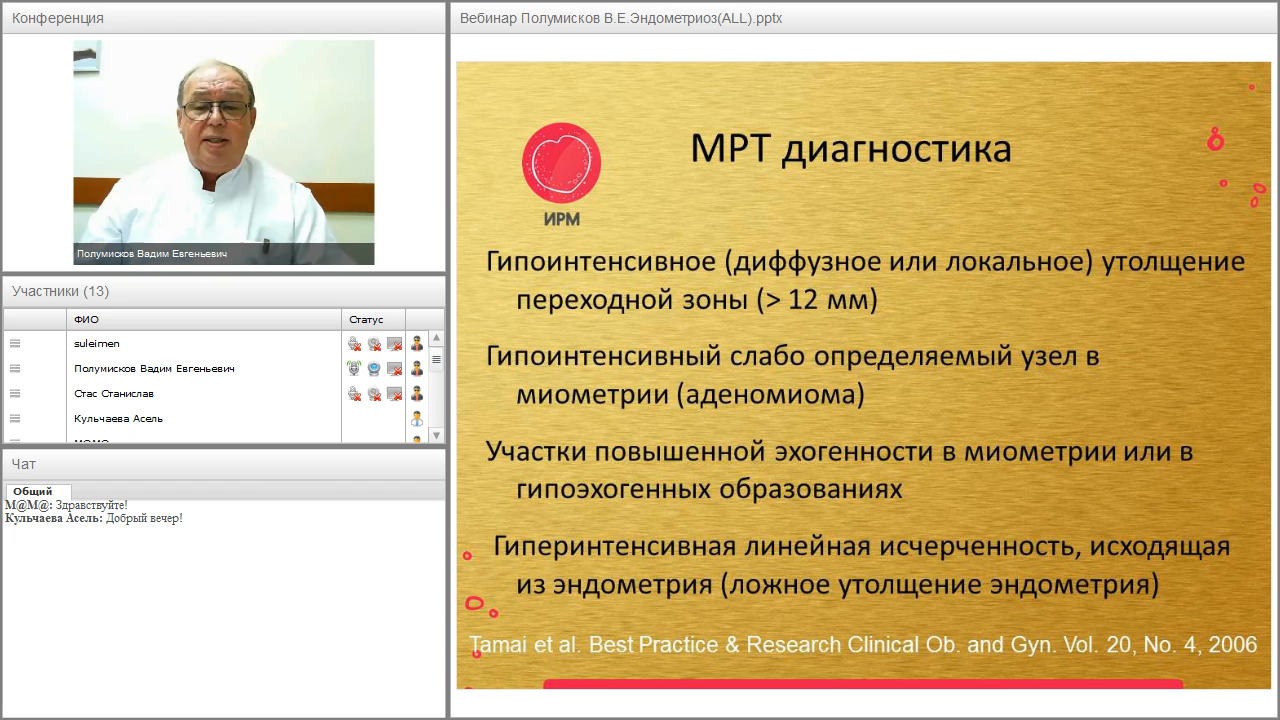 Конференция
Полумисков Вадим Евгеньевич
Участники (13)
ФИО
Статус
suleimen
Полумисков Вадим Евгеньевич
Стас Станислав
Кульчаева Асель
Чат
Общий
M@M@: Здравствуйте!
Кульчаева Асель: Добрый вечер!
Вебинар Полумисков В.Е.Эндометриоз(ALL).pptx
МРТ диагностика
ИРМ
Гипоинтенсивное (диффузное или локальное) утолщение
переходной зоны (> 12 мм)
Гипоинтенсивный слабо определяемый узел в
миометрии (аденомиома)
Участки повышенной эхогенности в миометрии или в
гипоэхогенных образованиях
Гиперинтенсивная линейная исчерченность, исходящая
из эндометрия (ложное утолщение эндометрия)
Tamai et al. Best Practice & Research Clinical Ob. and Gyn. Vol. 20, No. 4, 2006